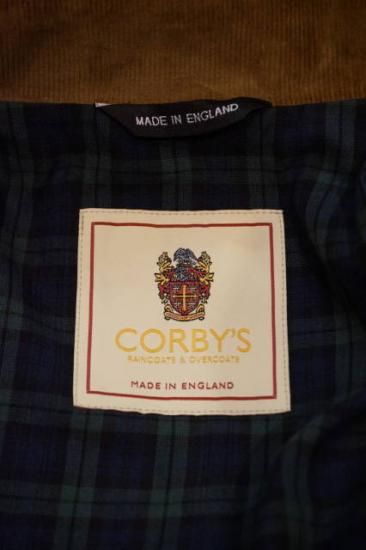 MADE IN ENGLAND
CORBY'S
RAINCOATS & OVERCOATS
MADE IN ENGLAND